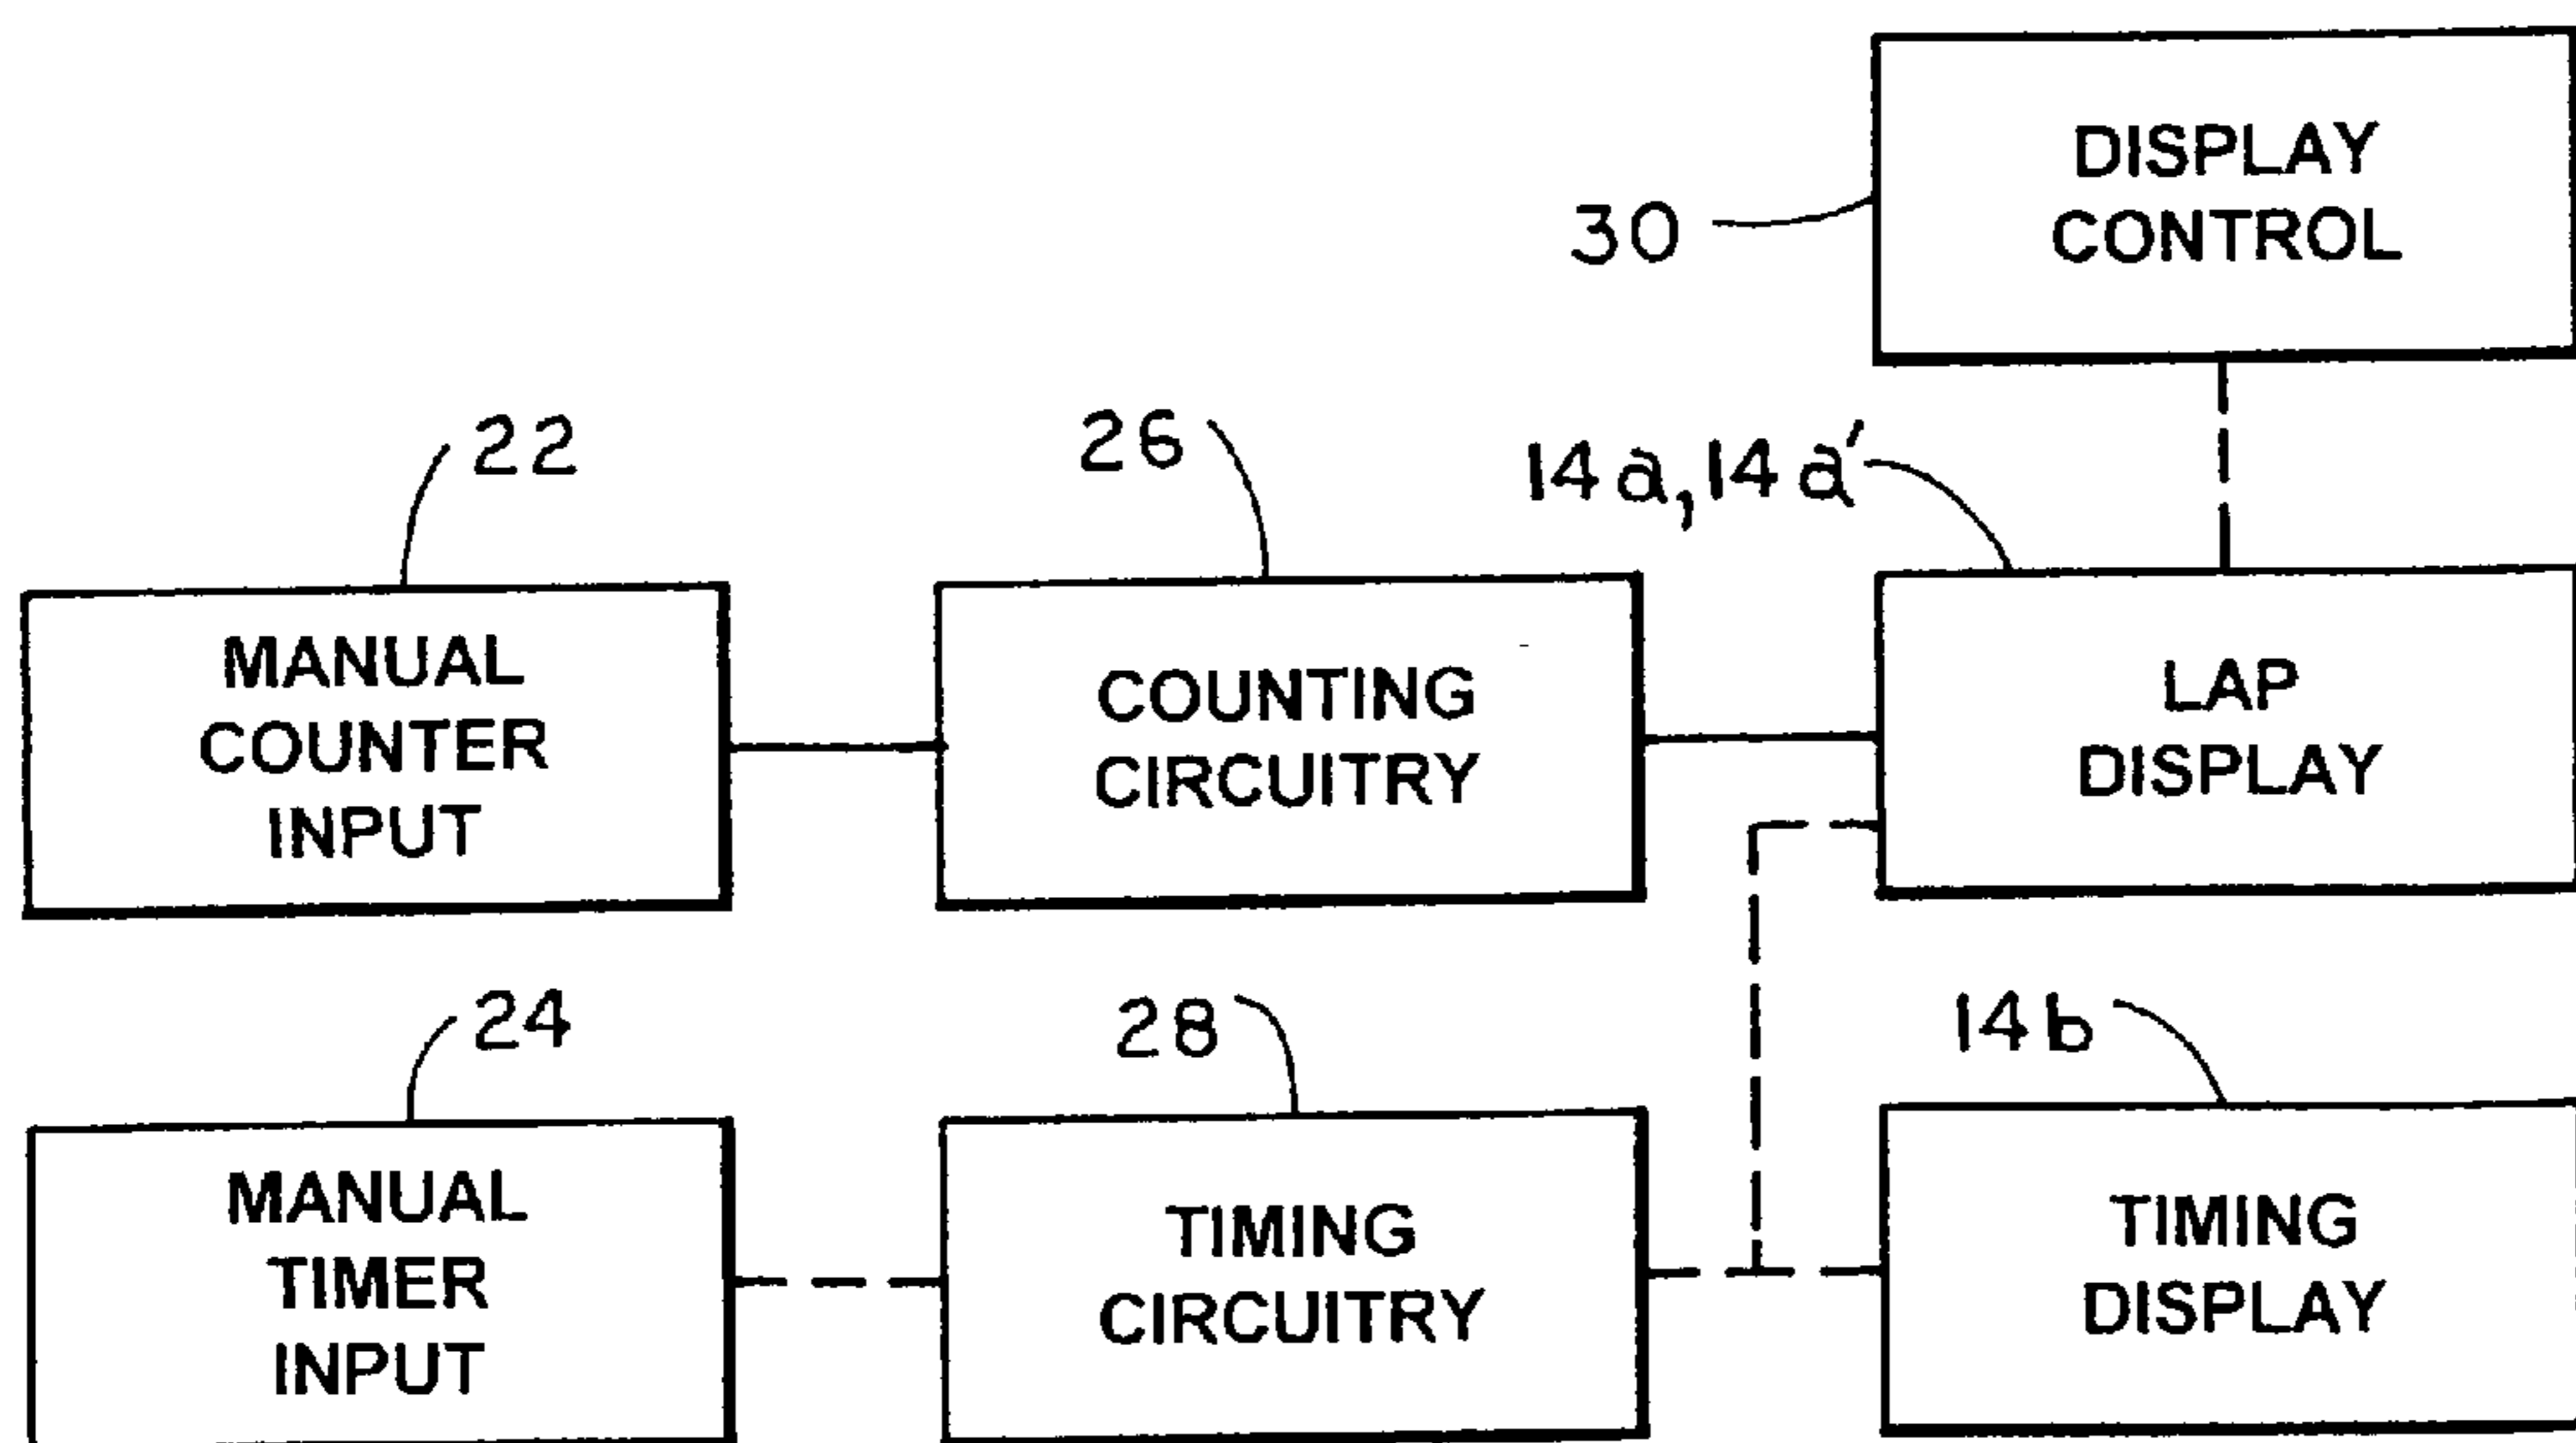 DISPLAY
CONTROL
30
22
26
14a,14a'
MANUAL
COUNTER
INPUT
COUNTING
CIRCUITRY
LAP
DISPLAY
24
28
14b
MANUAL
TIMER
INPUT
TIMING
CIRCUITRY
TIMING
DISPLAY